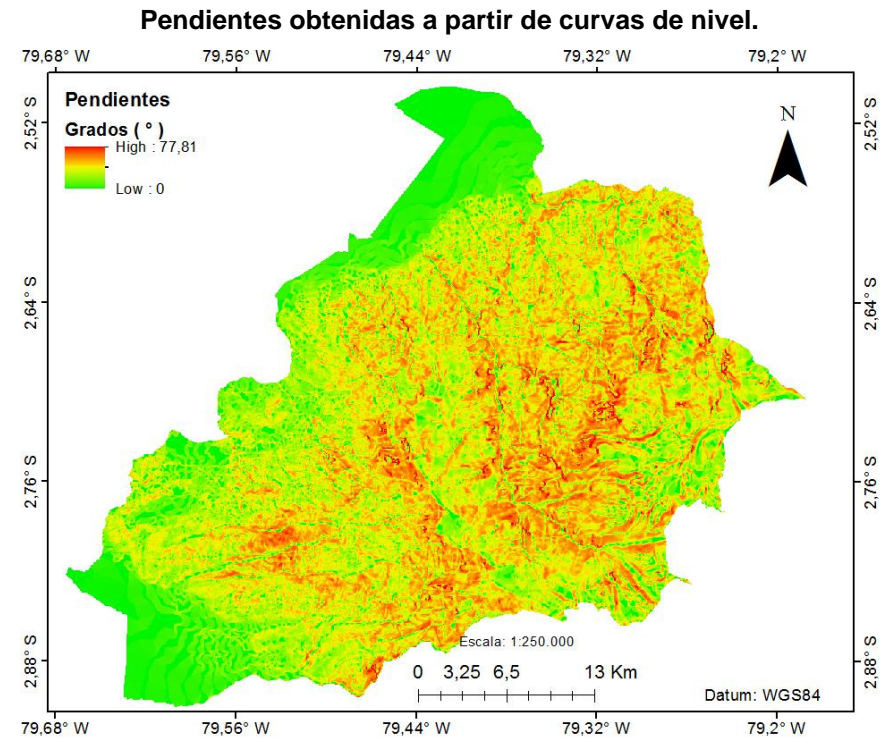 Pendientes obtenidas a partir de curvas de nivel.
79,68° W 79,56° W 79,44° W 79,32° W 79,2° W
Pendientes
Grados ( ° )
High : 77,81
Low : 0
N
2,52° S 2,52° S
2,64° S 2,64° S
2,76° S 2,76° S
2,88° S 2,88° S
Escala: 1:250.000
0 3,25 6,5 13 Km
Datum: WGS84
79,68° W 79,56° W 79,44° W 79,32° W 79,2° W